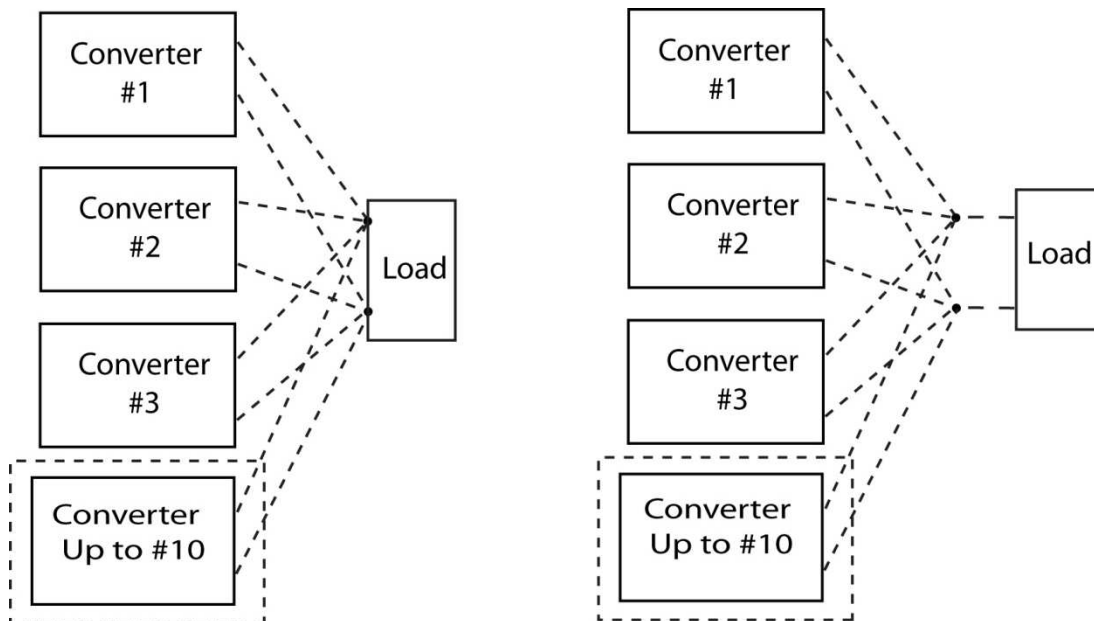 Converter
#1
Converter
#2
Converter
#3
Converter
Up to #10
Load
Converter
#1
Converter
#2
Converter
#3
Converter
Up to #10
Load